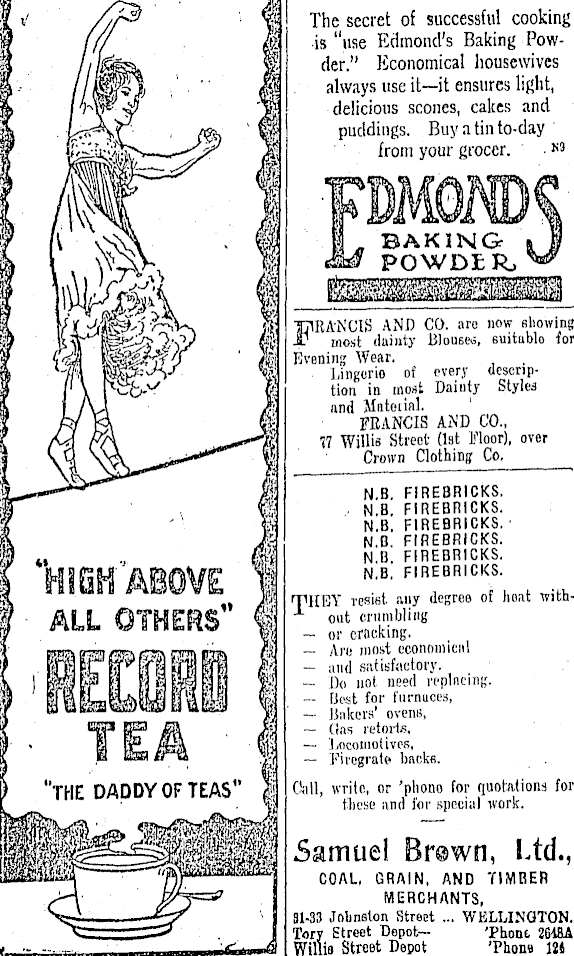 "HIGH ABOVE
ALL OTHERS"
RECORD
TEA
"THE DADDY OF TEAS"
The secret of successful cooking
is "use Edmond's Baking Pow-
der." Economical housewives
always use it—it ensures light,
delicious scones, cakes and
puddings. Buy a tin to-day
from your grocer. N9
EDMONDS
BAKING
POWDER
FRANCIS AND CO. are now showing
most dainty Blouses, suitable for
Evening Wear.
Lingerie of every descrip-
tion in most Dainty Styles
and Material.
FRANCIS AND CO.,
77 Willis Street (1st Floor), over
Crown Clothing Co.
N.B. FIREBRICKS.
N.B. FIREBRICKS.
N.B. FIREBRICKS.
N.B. FIREBRICKS.
N.B. FIREBRICKS.
N.B. FIREBRICKS.
THEY resist any degree of heat with-
out crumbling
— or cracking.
— Are most economical
— and satisfactory.
— Do not need replacing.
— Best for furnaces,
— Bakers' ovens,
— Gas retorts,
— Locomotives,
— Firegrate backs.
Call, write, or 'phone for quotations for
these and for special work.
Samuel Brown, Ltd.,
COAL, GRAIN, AND TIMBER
MERCHANTS,
31-33 Johnston Street ... WELLINGTON.
Tory Street Depot— 'Phone 2648A
Willis Street Depot 'Phone 126